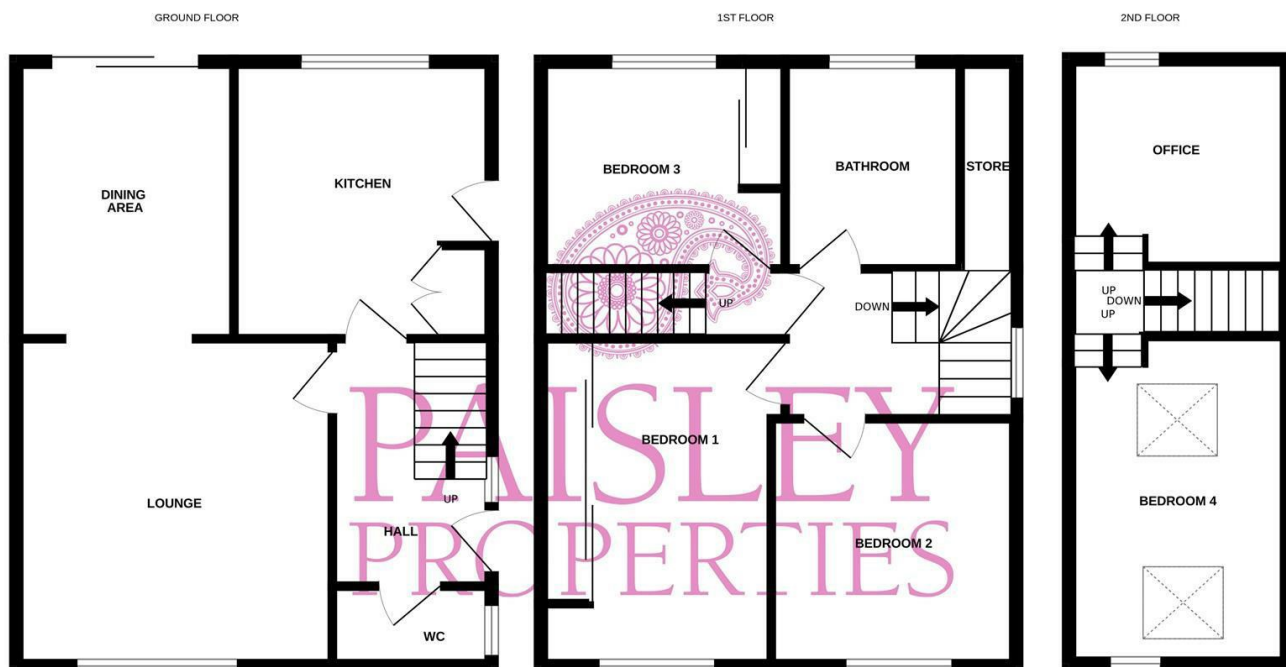 GROUND FLOOR
1ST FLOOR
2ND FLOOR
DINING
AREA
KITCHEN
LOUNGE
HALL
UP
WC
BEDROOM 3
BATHROOM
STORE
UP
DOWN
BEDROOM 1
BEDROOM 2
OFFICE
UP
DOWN
UP
BEDROOM 4
PAISLEY
PROPERTIES